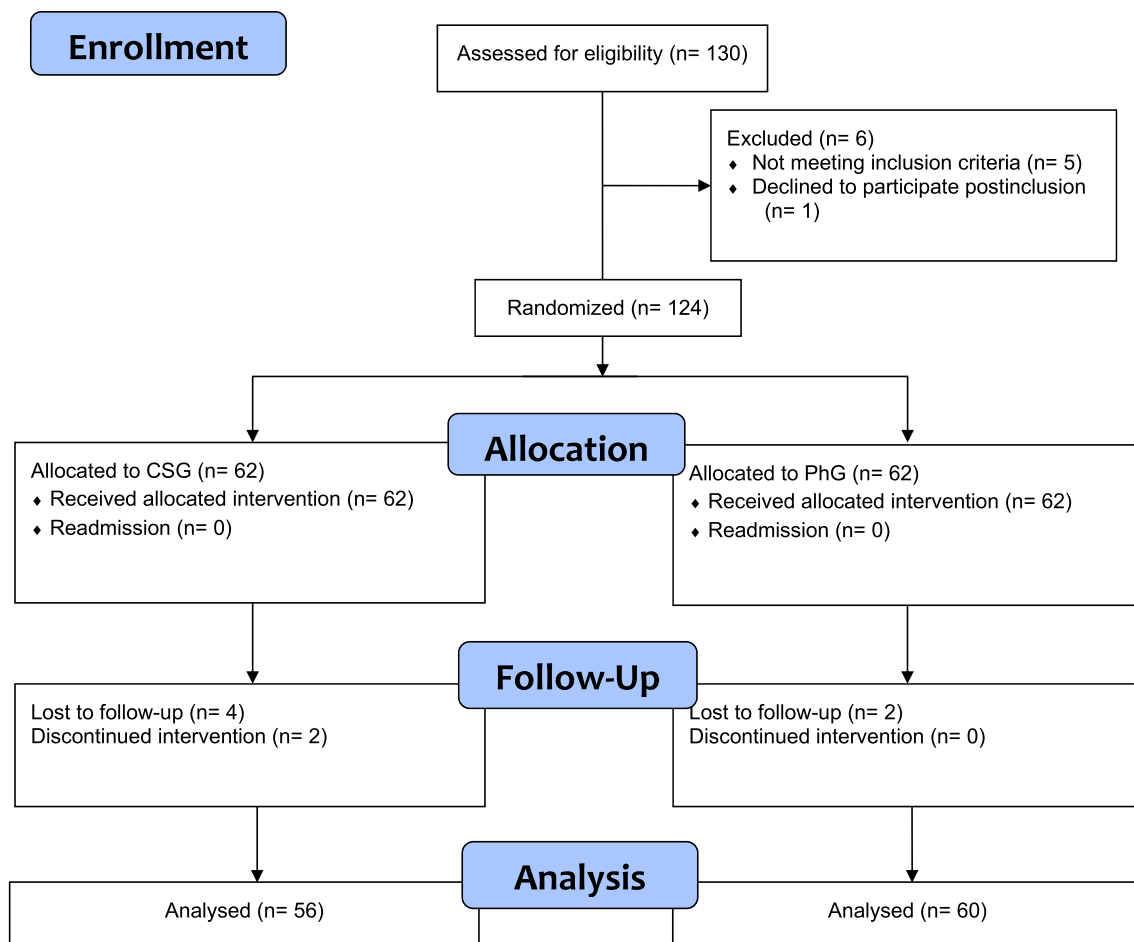 Enrollment
Assessed for eligibility (n= 130)
Excluded (n= 6)
♦ Not meeting inclusion criteria (n= 5)
♦ Declined to participate postinclusion
(n= 1)
Randomized (n= 124)
Allocation
Allocated to CSG (n= 62)
♦ Received allocated intervention (n= 62)
♦ Readmission (n= 0)
Allocated to PhG (n= 62)
♦ Received allocated intervention (n= 62)
♦ Readmission (n= 0)
Follow-Up
Lost to follow-up (n= 4)
Discontinued intervention (n= 2)
Lost to follow-up (n= 2)
Discontinued intervention (n= 0)
Analysis
Analysed (n= 56)
Analysed (n= 60)